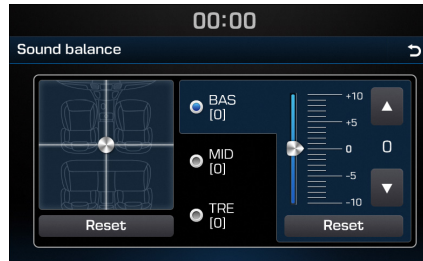 00:00
Sound balance
BAS
[0]
MID
[0]
TRE
[0]
+10
+5
0
-5
-10
0
Reset
Reset